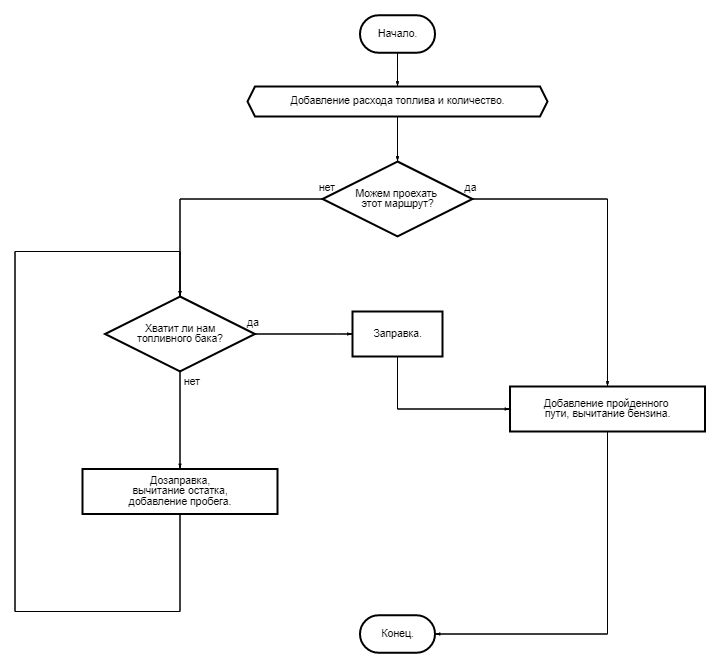 Начало.
Добавление расхода топлива и количество.
нет
Можем проехать
этот маршрут?
да
Хватит ли нам
топливного бака?
да
Заправка.
нет
Добавление пройденного
пути, вычитание бензина.
Дозаправка,
вычитание остатка,
добавление пробега.
Конец.